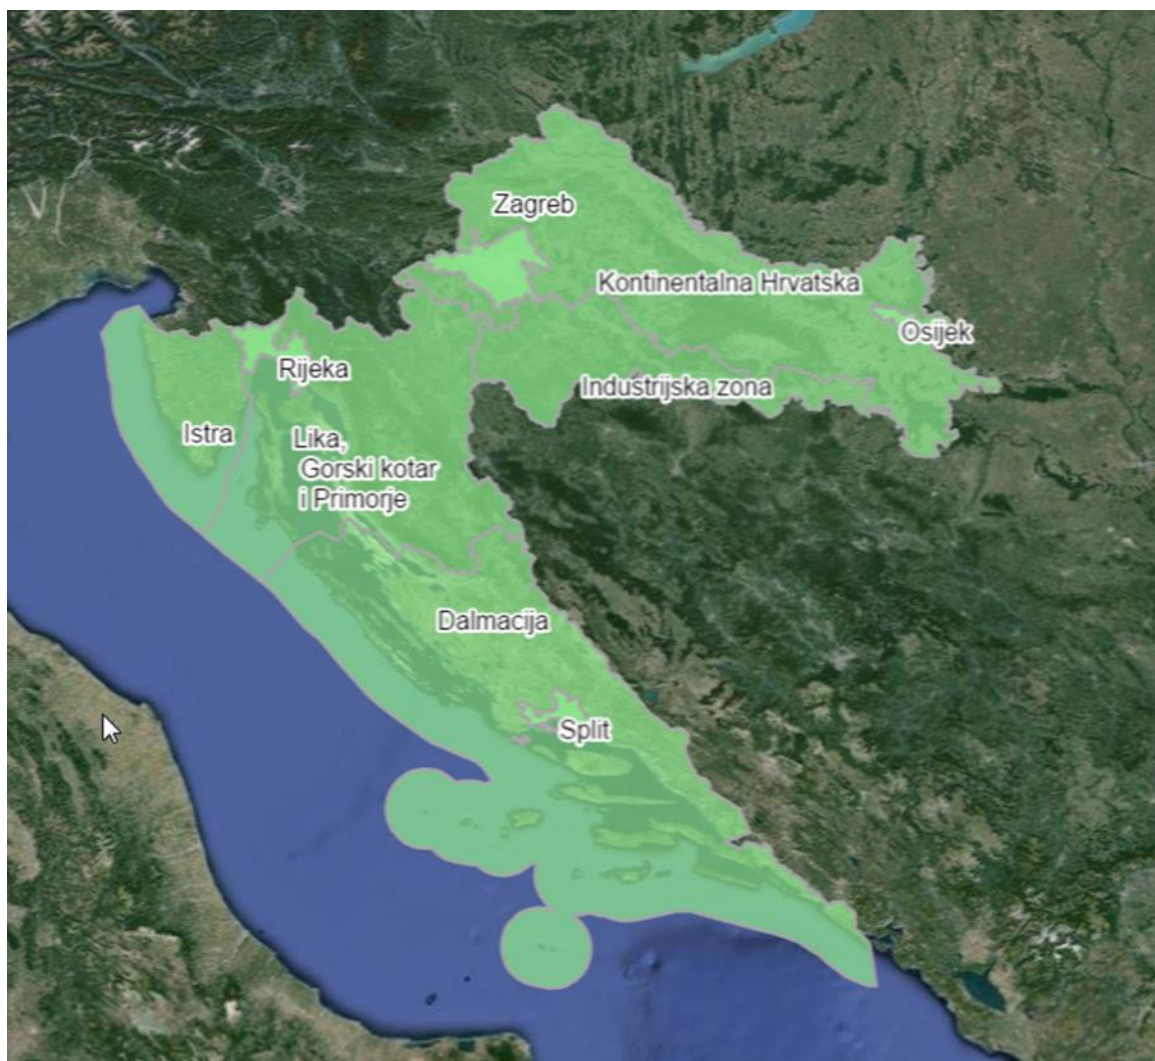 Zagreb
Kontinentalna Hrvatska
Osijek
Rijeka
Industrijska zona
Istra
Lika,
Gorski kotar
i Primorje
Dalmacija
Split